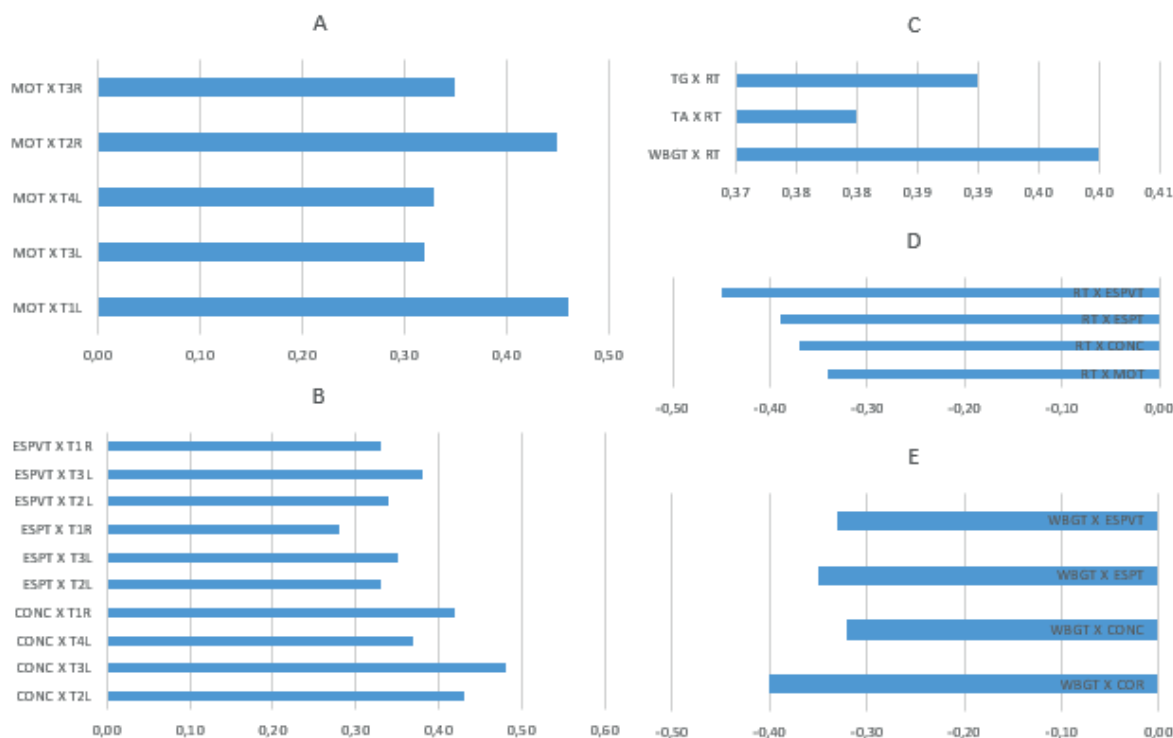 A
MOT X T3R
MOT X T2R
MOT X T4L
MOT X T3L
MOT X T1L
0,00 0,10 0,20 0,30 0,40 0,50
B
ESPVT X T1R
ESPVT X T3L
ESPVT X T2L
ESPT X T1R
ESPT X T3L
ESPT X T2L
CONC X T1R
CONC X T4L
CONC X T3L
CONC X T2L
0,00 0,10 0,20 0,30 0,40 0,50 0,60
C
TG X RT
TA X RT
WBGT X RT
0,37 0,38 0,38 0,39 0,39 0,40 0,40 0,41
D
RT X ESPVT
RT X ESPT
RT X CONC
RT X MOT
-0,50 -0,40 -0,30 -0,20 -0,10 0,00
E
WBGT X ESPVT
WBGT X ESPT
WBGT X CONC
WBGT X COR
-0,50 -0,40 -0,30 -0,20 -0,10 0,00